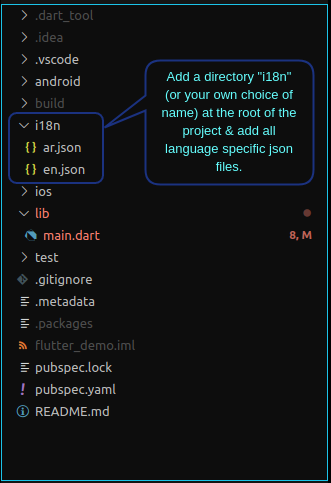 .dart_tool
.idea
.vscode
android
build
i18n
{ } ar.json
{ } en.json
ios
lib
main.dart 8, M
test
.gitignore
.metadata
.packages
flutter_demo.iml
pubspec.lock
! pubspec.yaml
README.md
Add a directory "i18n"
(or your own choice of
name) at the root of the
project & add all
language specific json
files.